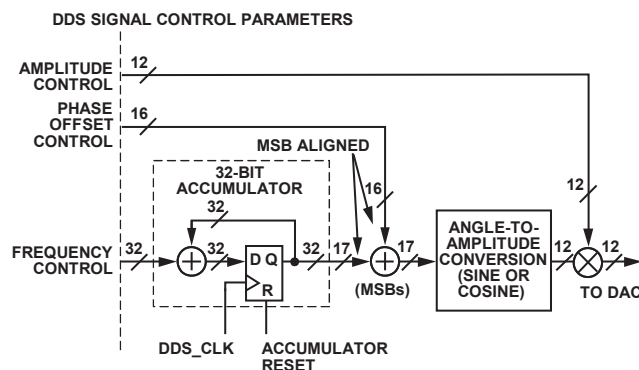 DDS SIGNAL CONTROL PARAMETERS
AMPLITUDE
CONTROL
12
PHASE
OFFSET
CONTROL
16
MSB ALIGNED
32-BIT
ACCUMULATOR
16
12
32
FREQUENCY
CONTROL
32
32
D Q
R
32
17
17
(MSBs)
ANGLE-TO-
AMPLITUDE
CONVERSION
(SINE OR
COSINE)
12
12
TO DAC
DDS_CLK
ACCUMULATOR
RESET